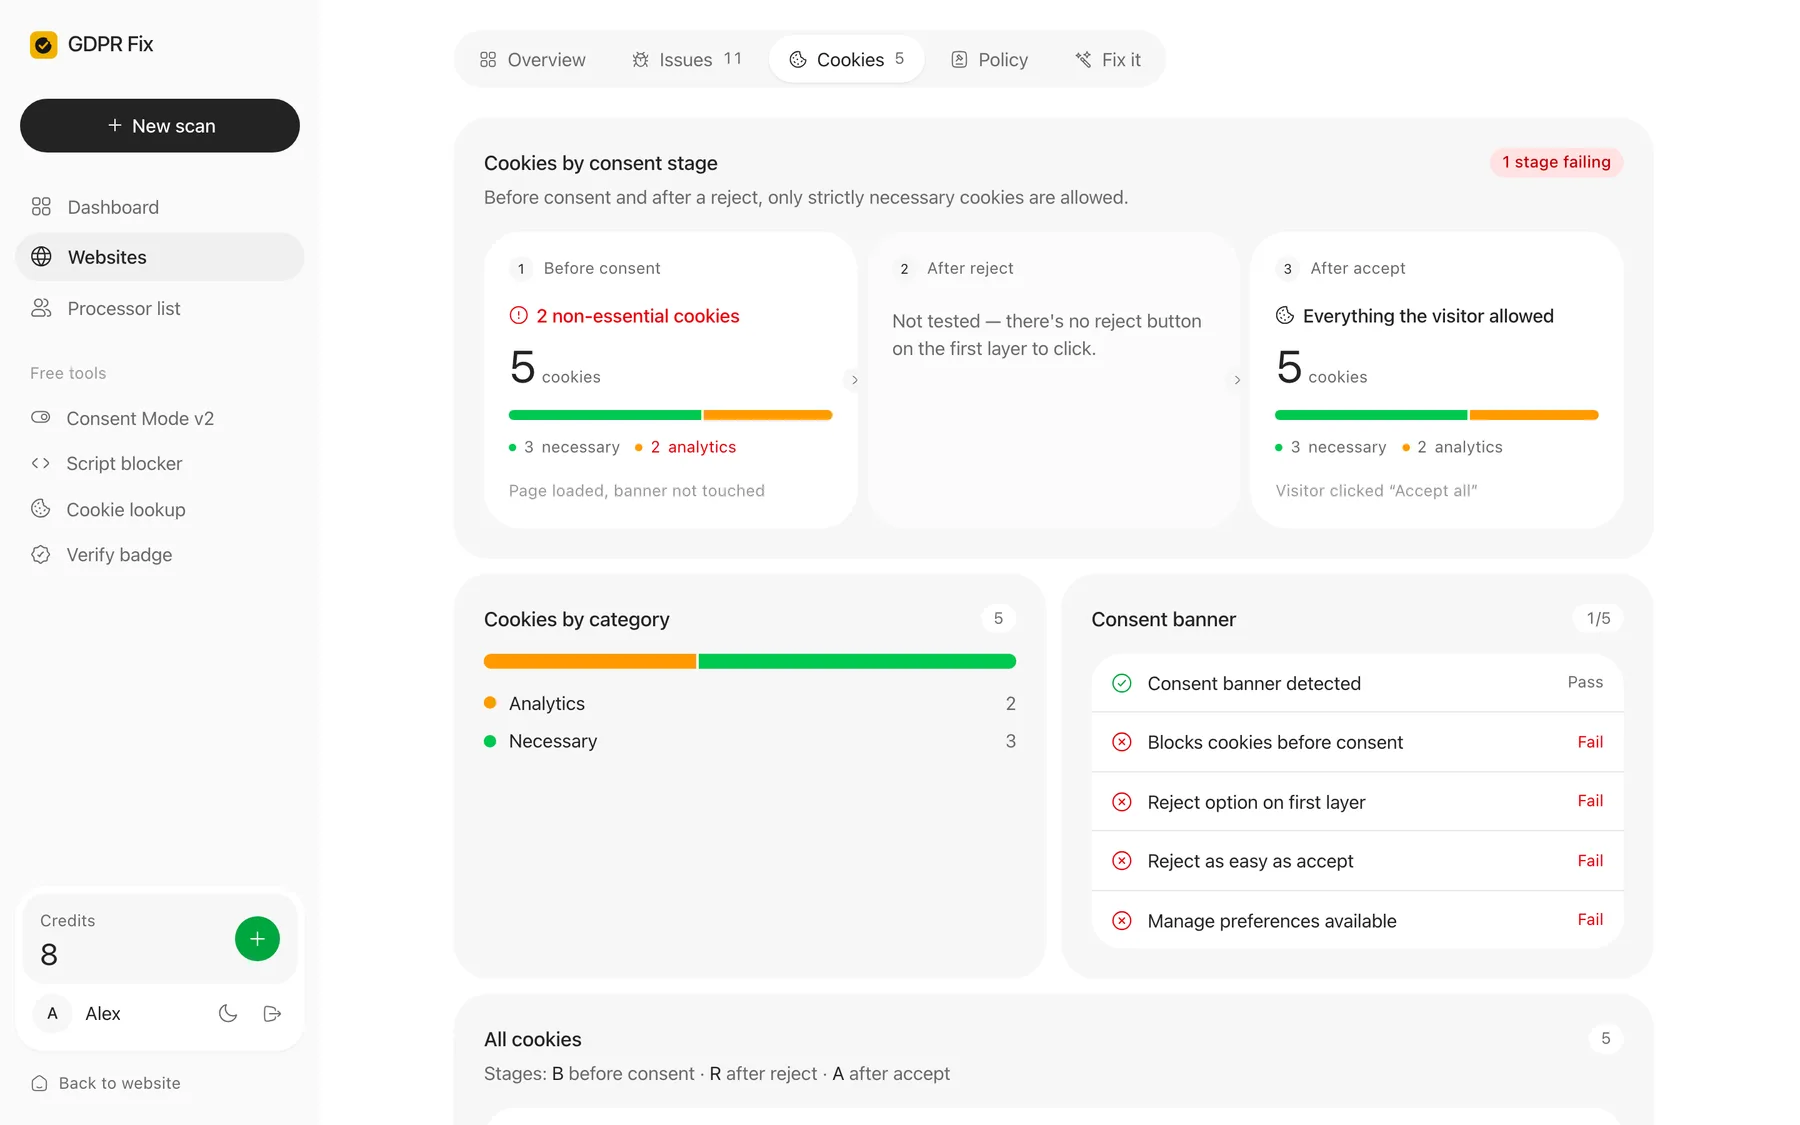 GDPR Fix
New scan
Dashboard
Websites
Processor list
Free tools
Consent Mode v2
Script blocker
Cookie lookup
Verify badge
Credits
8
A Alex
Back to website
Overview Issues 11 Cookies 5 Policy Fix it
Cookies by consent stage
1 stage failing
Before consent and after a reject, only strictly necessary cookies are allowed.
1 Before consent
2 non-essential cookies
5 cookies
3 necessary 2 analytics
Page loaded, banner not touched
2 After reject
Not tested — there's no reject button
on the first layer to click.
3 After accept
Everything the visitor allowed
5 cookies
3 necessary 2 analytics
Visitor clicked “Accept all”
Cookies by category 5
Analytics 2
Necessary 3
Consent banner 1/5
Consent banner detected Pass
Blocks cookies before consent Fail
Reject option on first layer Fail
Reject as easy as accept Fail
Manage preferences available Fail
All cookies 5
Stages: B before consent · R after reject · A after accept